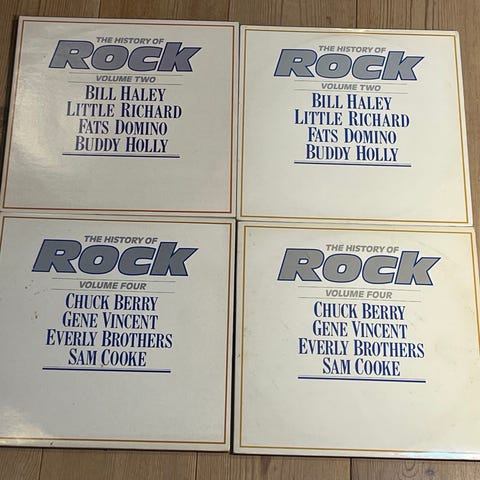 THE HISTORY OF
ROCK
VOLUME TWO
BILL HALEY
LITTLE RICHARD
FATS DOMINO
BUDDY HOLLY
THE HISTORY OF
ROCK
VOLUME TWO
BILL HALEY
LITTLE RICHARD
FATS DOMINO
BUDDY HOLLY
THE HISTORY OF
ROCK
VOLUME FOUR
CHUCK BERRY
GENE VINCENT
EVERLY BROTHERS
SAM COOKE
THE HISTORY OF
ROCK
VOLUME FOUR
CHUCK BERRY
GENE VINCENT
EVERLY BROTHERS
SAM COOKE